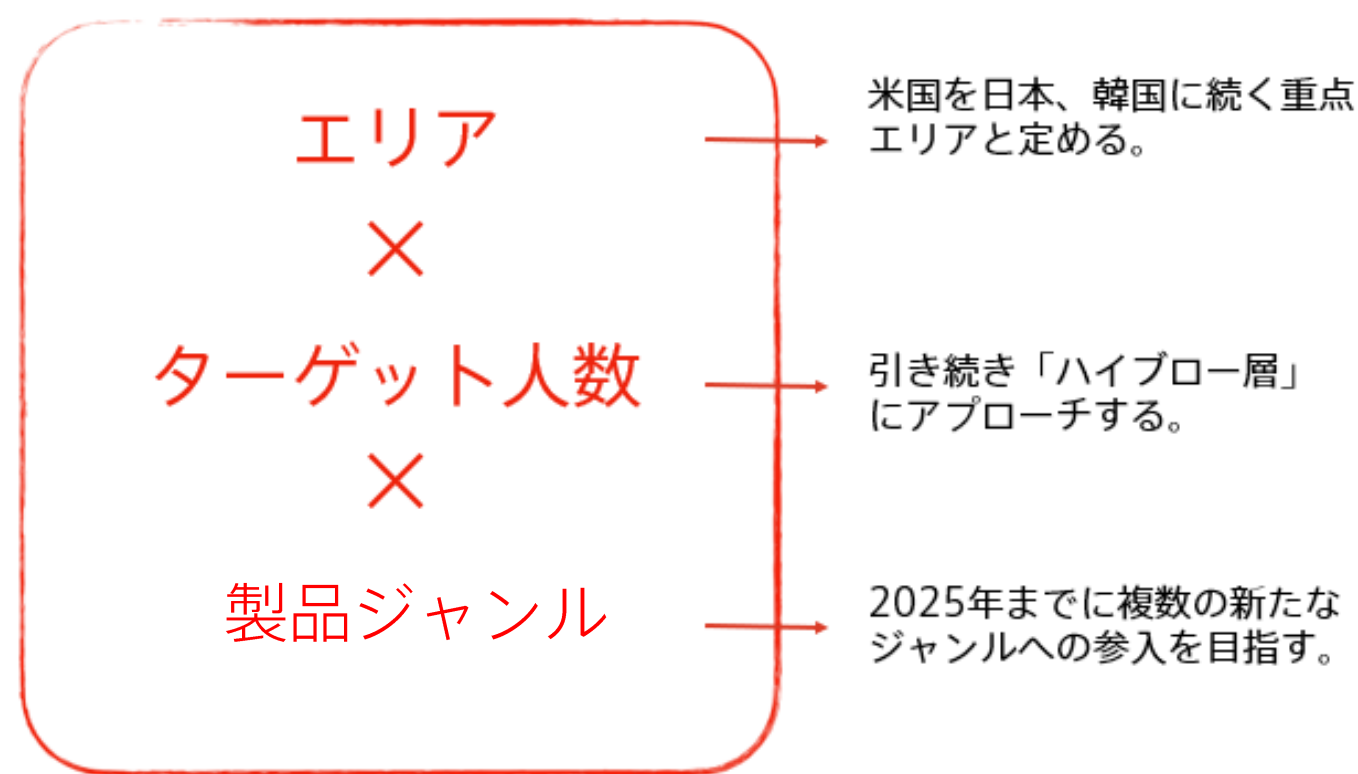 エリア
米国を日本、韓国に続く重点
エリアと定める。
×
ターゲット人数
引き続き「ハイブロー層」
にアプローチする。
×
製品ジャンル
2025年までに複数の新たな
ジャンルへの参入を目指す。